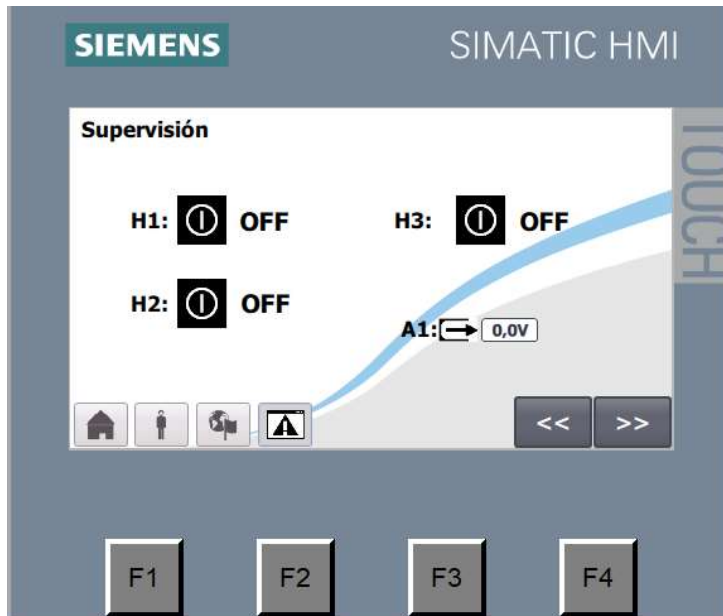 SIEMENS SIMATIC HMI
TOUCH
Supervisión
H1: OFF H3: OFF
H2: OFF
A1: 0,0V
<< >>
F1 F2 F3 F4